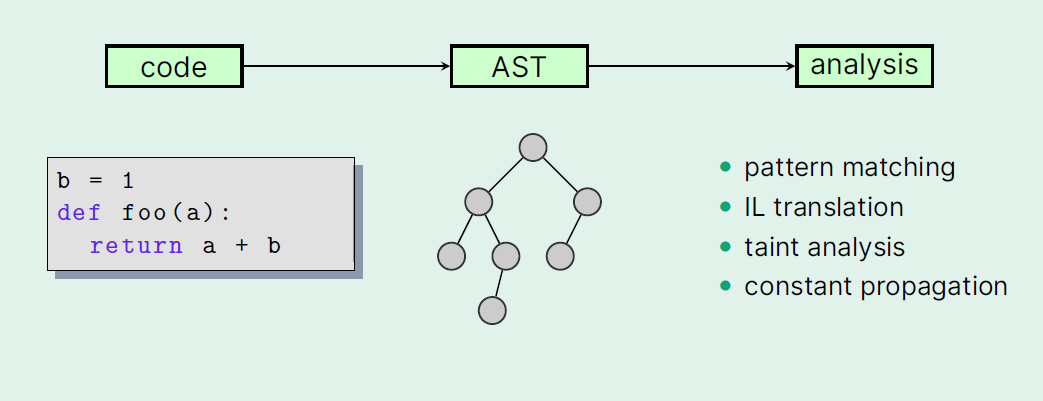 code
AST
analysis
b = 1
def foo(a):
  return a + b
pattern matching
IL translation
taint analysis
constant propagation